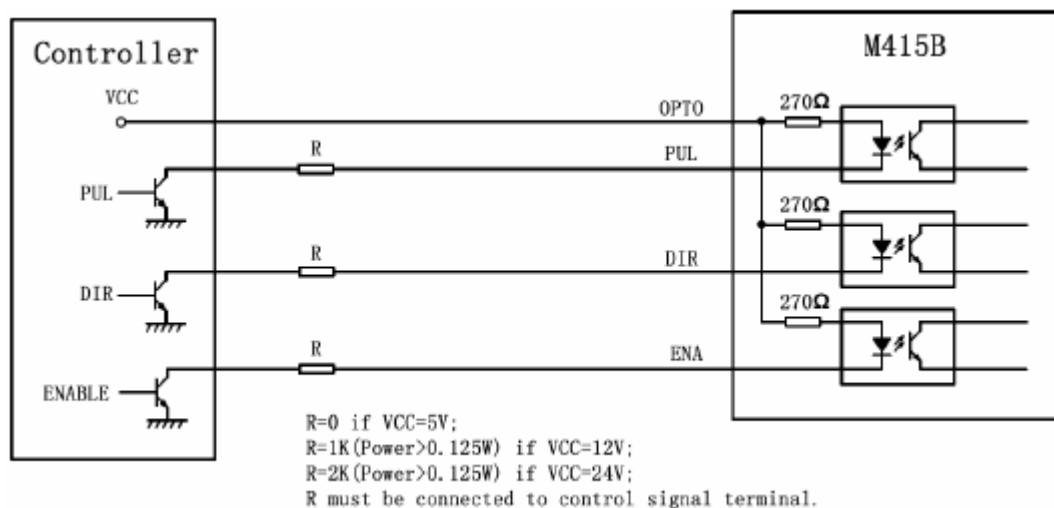 Controller
M415B
VCC
OPTO
270Ω
R
PUL
PUL
270Ω
R
DIR
DIR
270Ω
R
ENA
ENABLE
R=0 if VCC=5V;
R=1K(Power>0.125W) if VCC=12V;
R=2K(Power>0.125W) if VCC=24V;
R must be connected to control signal terminal.